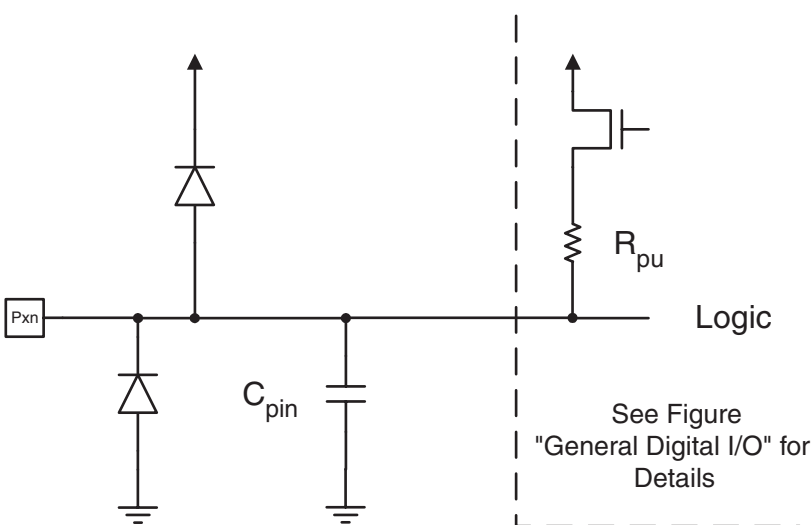 R
pu
Pxn
Logic
C
pin
See Figure
"General Digital I/O" for
Details